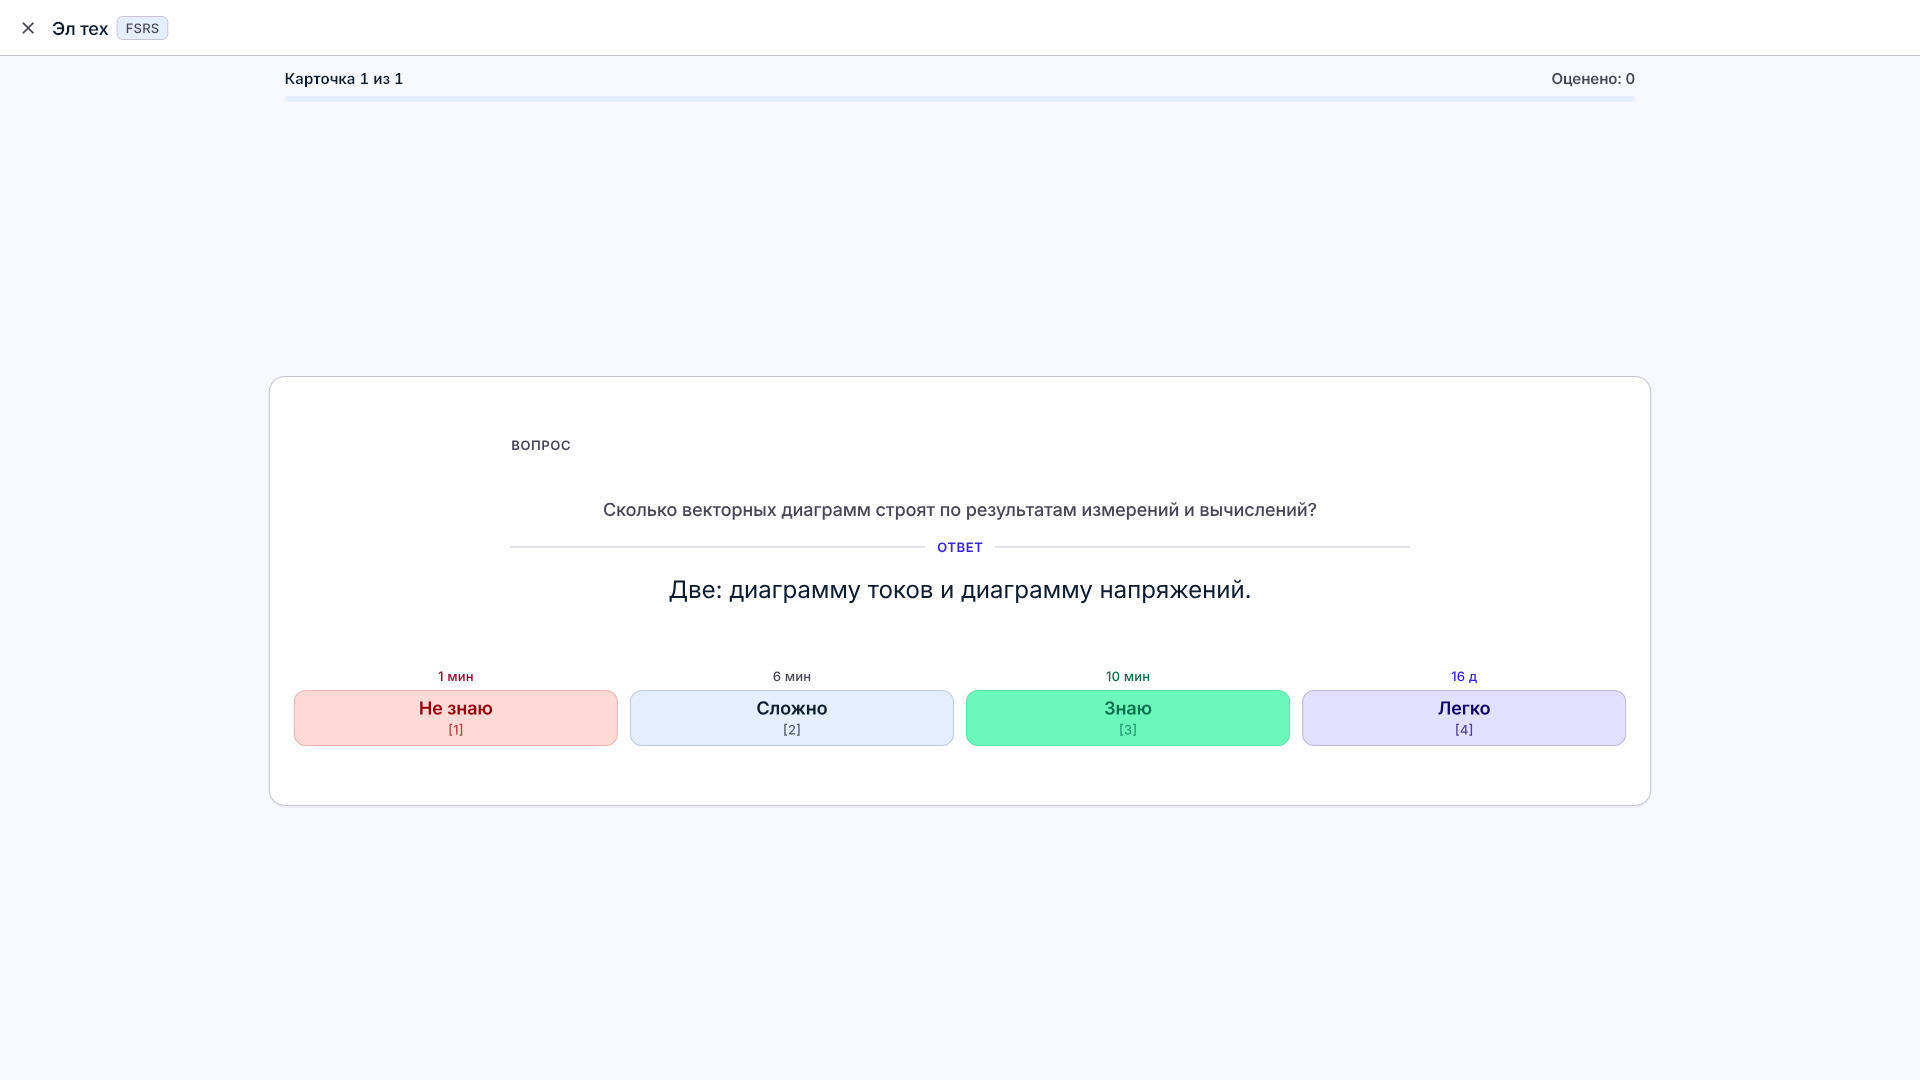 Эл тех FSRS
Карточка 1 из 1
Оценено: 0
ВОПРОС
Сколько векторных диаграмм строят по результатам измерений и вычислений?
ОТВЕТ
Две: диаграмму токов и диаграмму напряжений.
1 мин
Не знаю
[1]
6 мин
Сложно
[2]
10 мин
Знаю
[3]
16 д
Легко
[4]